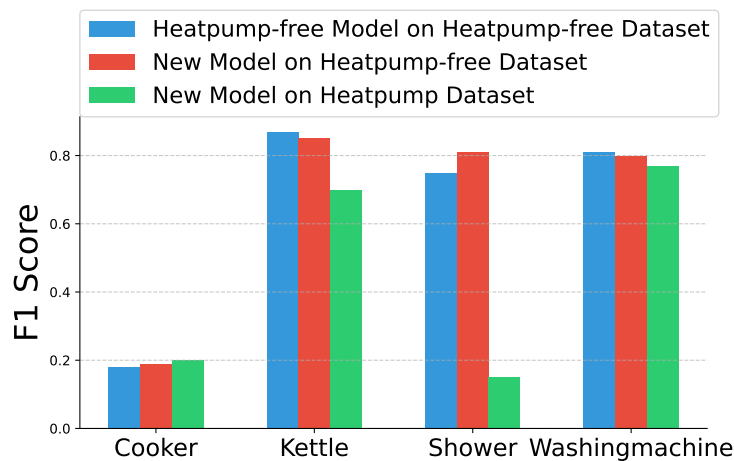 Heatpump-free Model on Heatpump-free Dataset
New Model on Heatpump-free Dataset
New Model on Heatpump Dataset
F1 Score
0.8
0.6
0.4
0.2
0.0
Cooker Kettle Shower Washingmachine